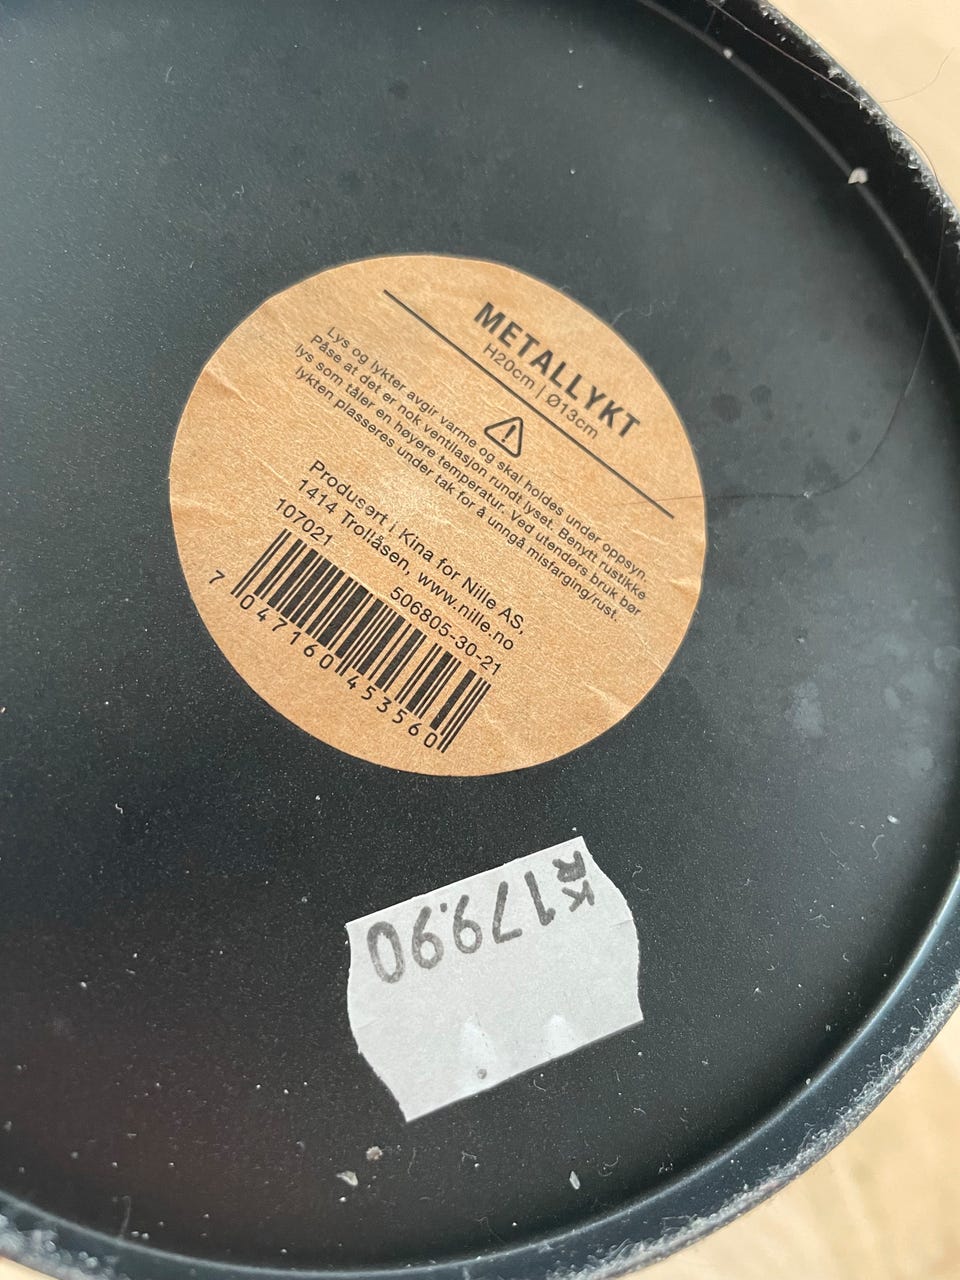 METALLYKT
H20cm | Ø13cm
Lys og lykter avgir varme og skal holdes under oppsyn.
Påse at det er nok ventilasjon rundt lyset. Benytt rustikke
lys som tåler en høyere temperatur. Ved utendørs bruk bør
lykten plasseres under tak for å unngå misfarging/rust.
Produsert i Kina for Nille AS,
1414 Trollåsen, www.nille.no
107021 506805-30-21
7 047160 453560
KR 179.90